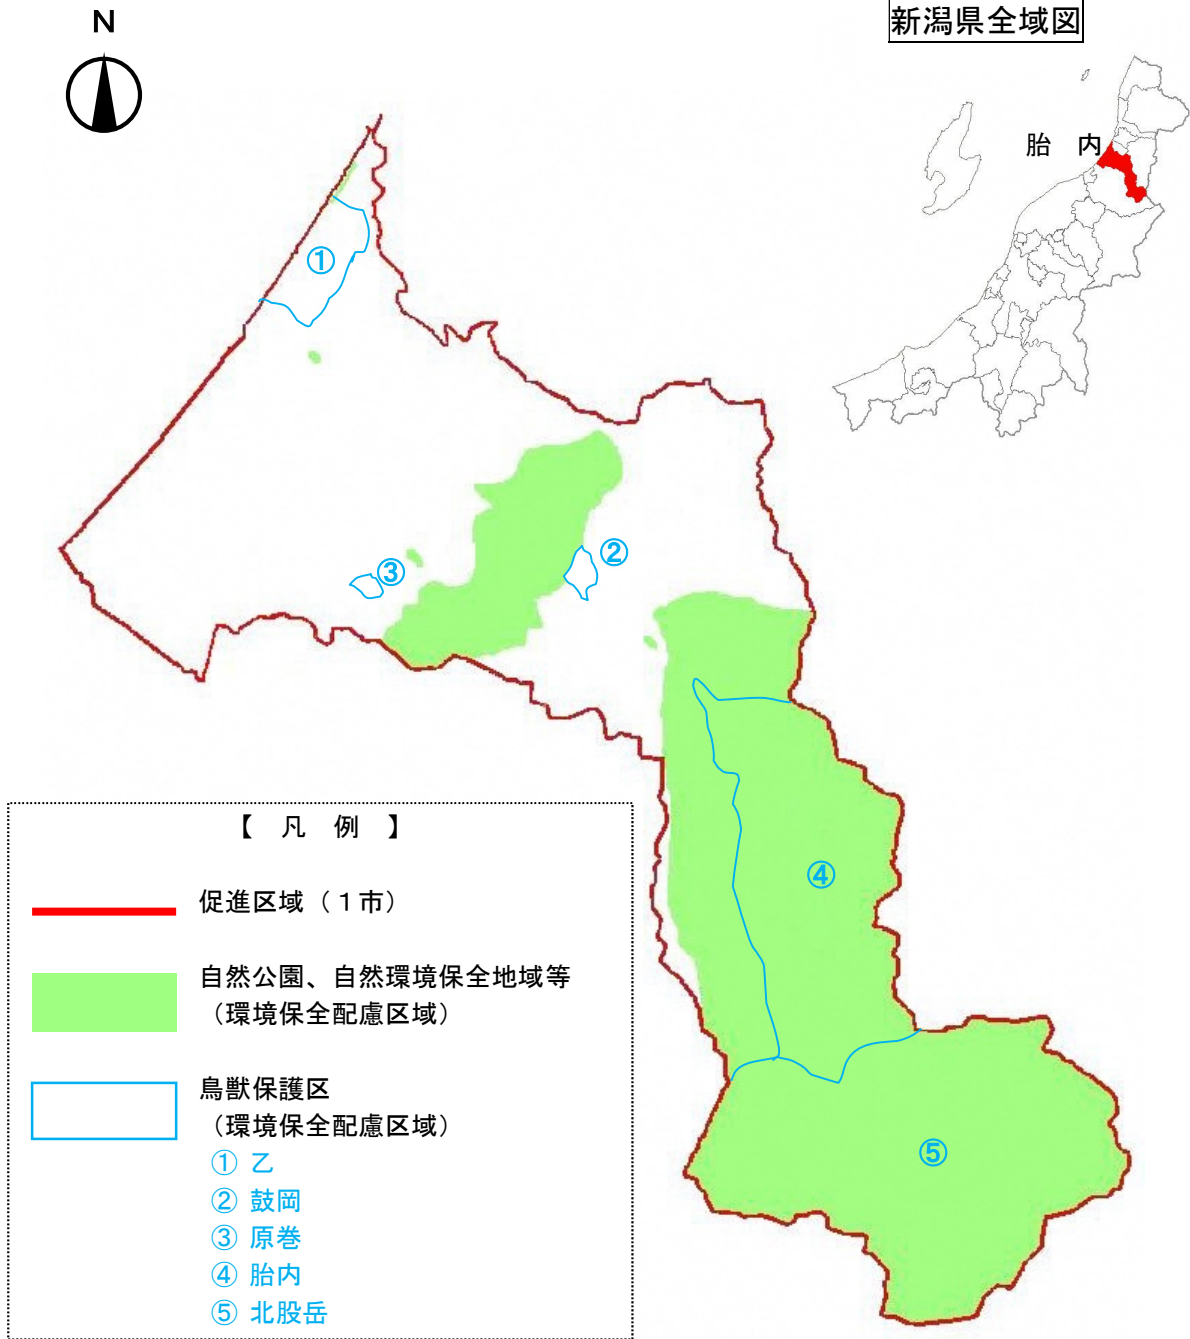 N
新潟県全域図
胎 内
①
②
③
④
⑤
【 凡 例 】
促進区域（１市）
自然公園、自然環境保全地域等
（環境保全配慮区域）
鳥獣保護区
（環境保全配慮区域）
① 乙
② 鼓岡
③ 原巻
④ 胎内
⑤ 北股岳